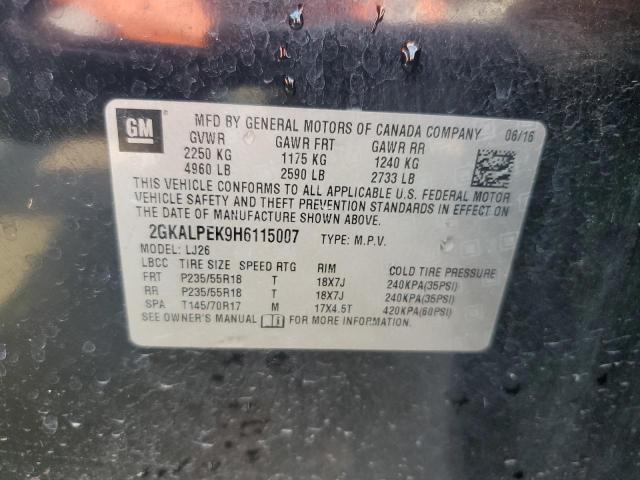 GM
MFD BY GENERAL MOTORS OF CANADA COMPANY 06/16
GVWR GAWR FRT GAWR RR
2250 KG 1175 KG 1240 KG
4960 LB 2590 LB 2733 LB
THIS VEHICLE CONFORMS TO ALL APPLICABLE U.S. FEDERAL MOTOR
VEHICLE SAFETY AND THEFT PREVENTION STANDARDS IN EFFECT ON
THE DATE OF MANUFACTURE SHOWN ABOVE.
2GKALPEK9H6115007 TYPE: M.P.V.
MODEL: LJ26
LBCC TIRE SIZE SPEED RTG RIM COLD TIRE PRESSURE
FRT P235/55R18 T 18X7J 240KPA(35PSI)
RR P235/55R18 T 18X7J 240KPA(35PSI)
SPA T145/70R17 M 17X4.5T 420KPA(60PSI)
SEE OWNER'S MANUAL FOR MORE INFORMATION.